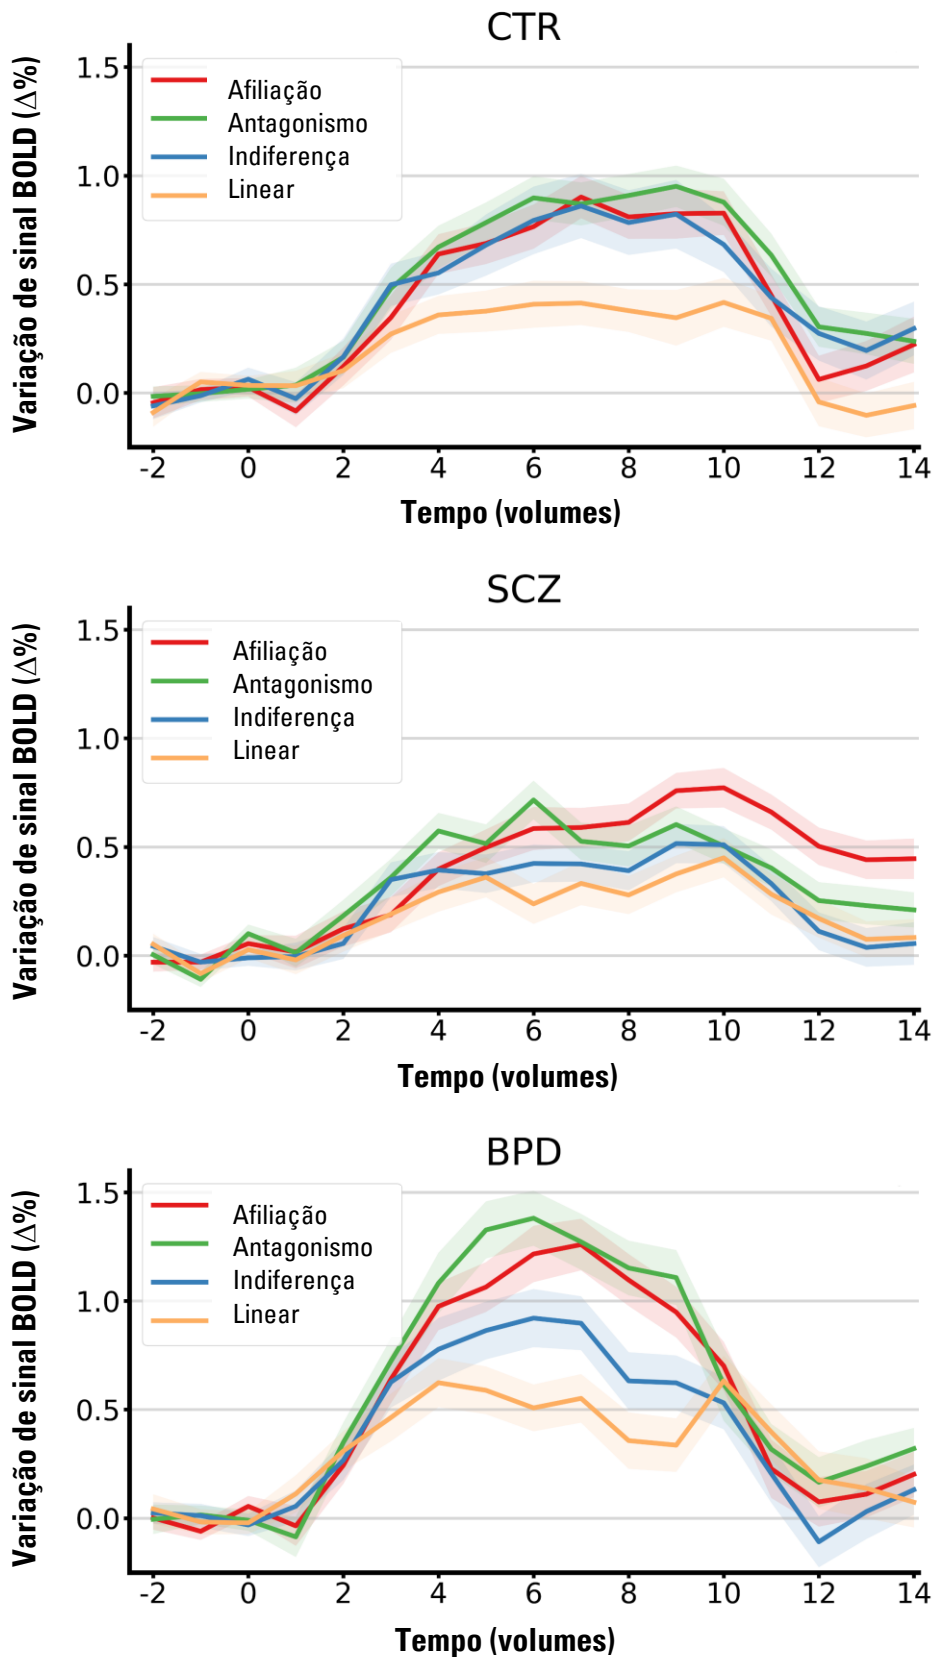 CTR
Variação de sinal BOLD (Δ%)
1.5
1.0
0.5
0.0
Afiliação
Antagonismo
Indiferença
Linear
-2 0 2 4 6 8 10 12 14
Tempo (volumes)
SCZ
Variação de sinal BOLD (Δ%)
1.5
1.0
0.5
0.0
Afiliação
Antagonismo
Indiferença
Linear
-2 0 2 4 6 8 10 12 14
Tempo (volumes)
BPD
Variação de sinal BOLD (Δ%)
1.5
1.0
0.5
0.0
Afiliação
Antagonismo
Indiferença
Linear
-2 0 2 4 6 8 10 12 14
Tempo (volumes)